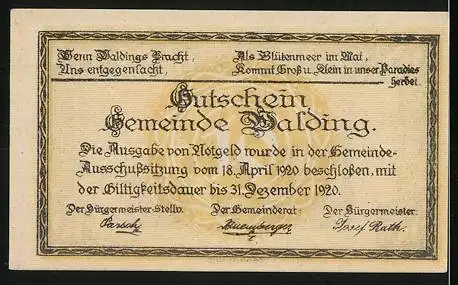 Wenn Waldings Pracht,
Uns entgegenlacht,
Als Blütenmeer im Mai,
Kommt Groß u. Klein in unser Paradies
herbei.
Gutschein
Gemeinde Walding.
Die Ausgabe von Notgeld wurde in der Gemeinde-
Ausschußsitzung vom 18. April 1920 beschloßen, mit
der Giltigkeitsdauer bis 31. Dezember 1920.
Der Bürgermeister-Stellv. Der Gemeinderat: Der Bürgermeister:
Josef Rath.